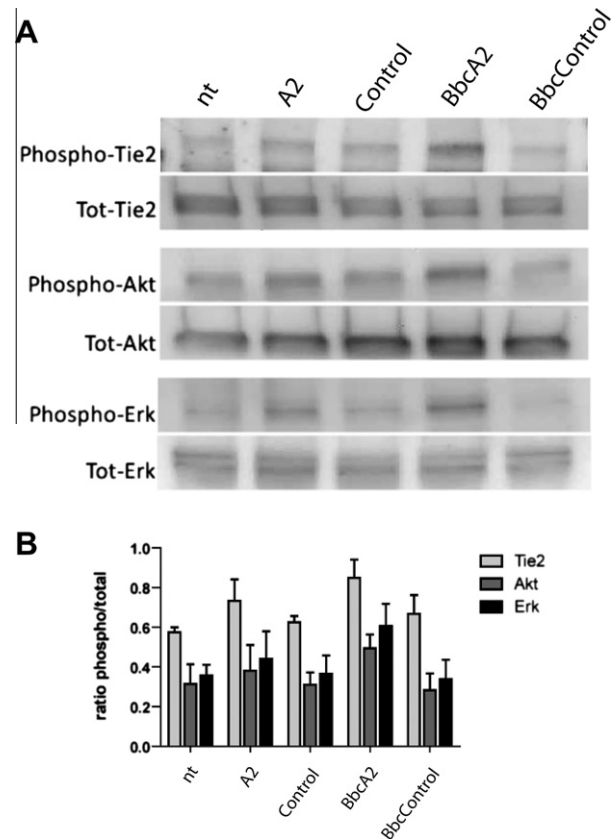 A
nt A2 Control BbcA2 BbcControl
Phospho-Tie2
Tot-Tie2
Phospho-Akt
Tot-Akt
Phospho-Erk
Tot-Erk
B
ratio phospho/total
1.0
0.8
0.6
0.4
0.2
0.0
nt A2 Control BbcA2 BbcControl
Tie2
Akt
Erk